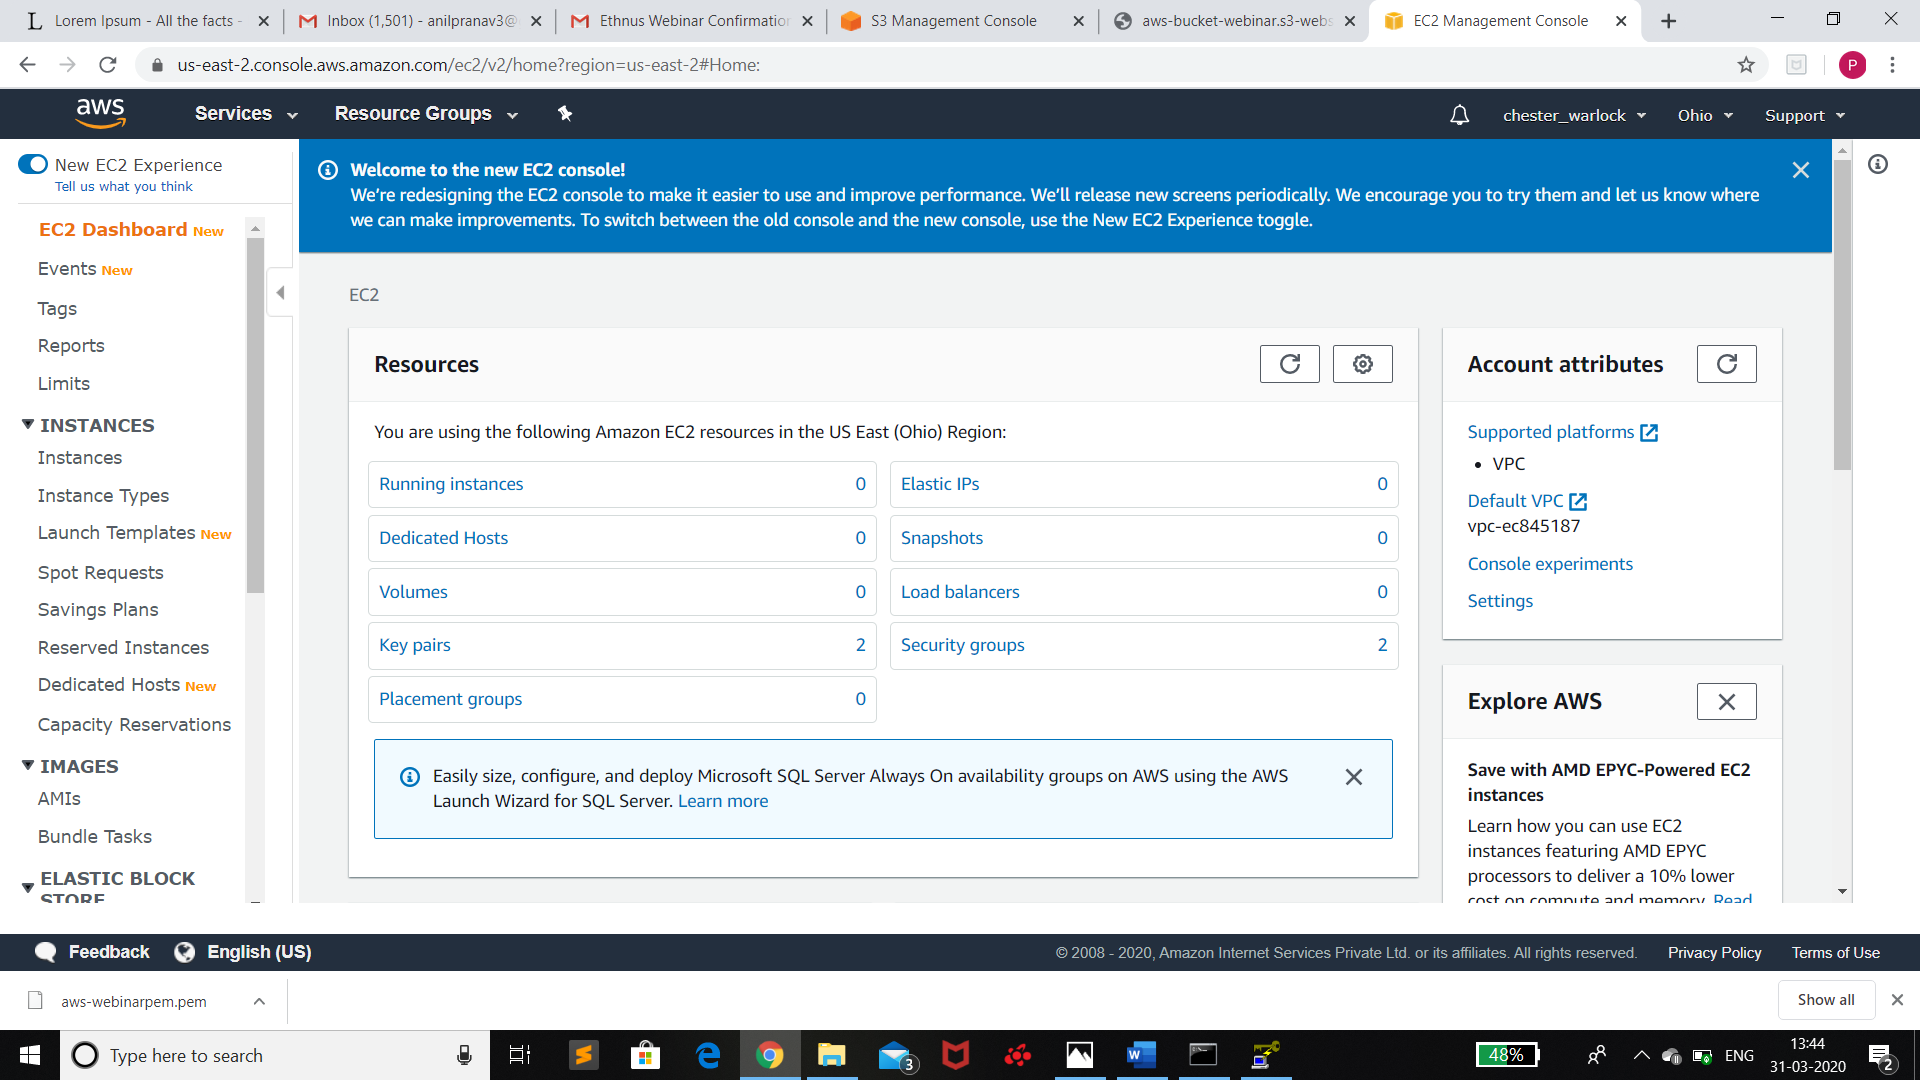 Lorem Ipsum - All the facts -
Inbox (1,501) - anilpranav3@
Ethnus Webinar Confirmation
S3 Management Console
aws-bucket-webinar.s3-webs
EC2 Management Console
us-east-2.console.aws.amazon.com/ec2/v2/home?region=us-east-2#Home:
P
aws
Services
Resource Groups
chester_warlock
Ohio
Support
New EC2 Experience
Tell us what you think
EC2 Dashboard New
Events New
Tags
Reports
Limits
INSTANCES
Instances
Instance Types
Launch Templates New
Spot Requests
Savings Plans
Reserved Instances
Dedicated Hosts New
Capacity Reservations
IMAGES
AMIs
Bundle Tasks
ELASTIC BLOCK
STORE
Welcome to the new EC2 console!
We're redesigning the EC2 console to make it easier to use and improve performance. We'll release new screens periodically. We encourage you to try them and let us know where
we can make improvements. To switch between the old console and the new console, use the New EC2 Experience toggle.
EC2
Resources
You are using the following Amazon EC2 resources in the US East (Ohio) Region:
Running instances 0
Elastic IPs 0
Dedicated Hosts 0
Snapshots 0
Volumes 0
Load balancers 0
Key pairs 2
Security groups 2
Placement groups 0
Easily size, configure, and deploy Microsoft SQL Server Always On availability groups on AWS using the AWS
Launch Wizard for SQL Server. Learn more
Account attributes
Supported platforms
• VPC
Default VPC
vpc-ec845187
Console experiments
Settings
Explore AWS
Save with AMD EPYC-Powered EC2
instances
Learn how you can use EC2
instances featuring AMD EPYC
processors to deliver a 10% lower
cost on compute and memory. Read
Feedback
English (US)
© 2008 - 2020, Amazon Internet Services Private Ltd. or its affiliates. All rights reserved.
Privacy Policy
Terms of Use
aws-webinarpem.pem
Show all
Type here to search
3
48%
ENG
13:44
31-03-2020
2